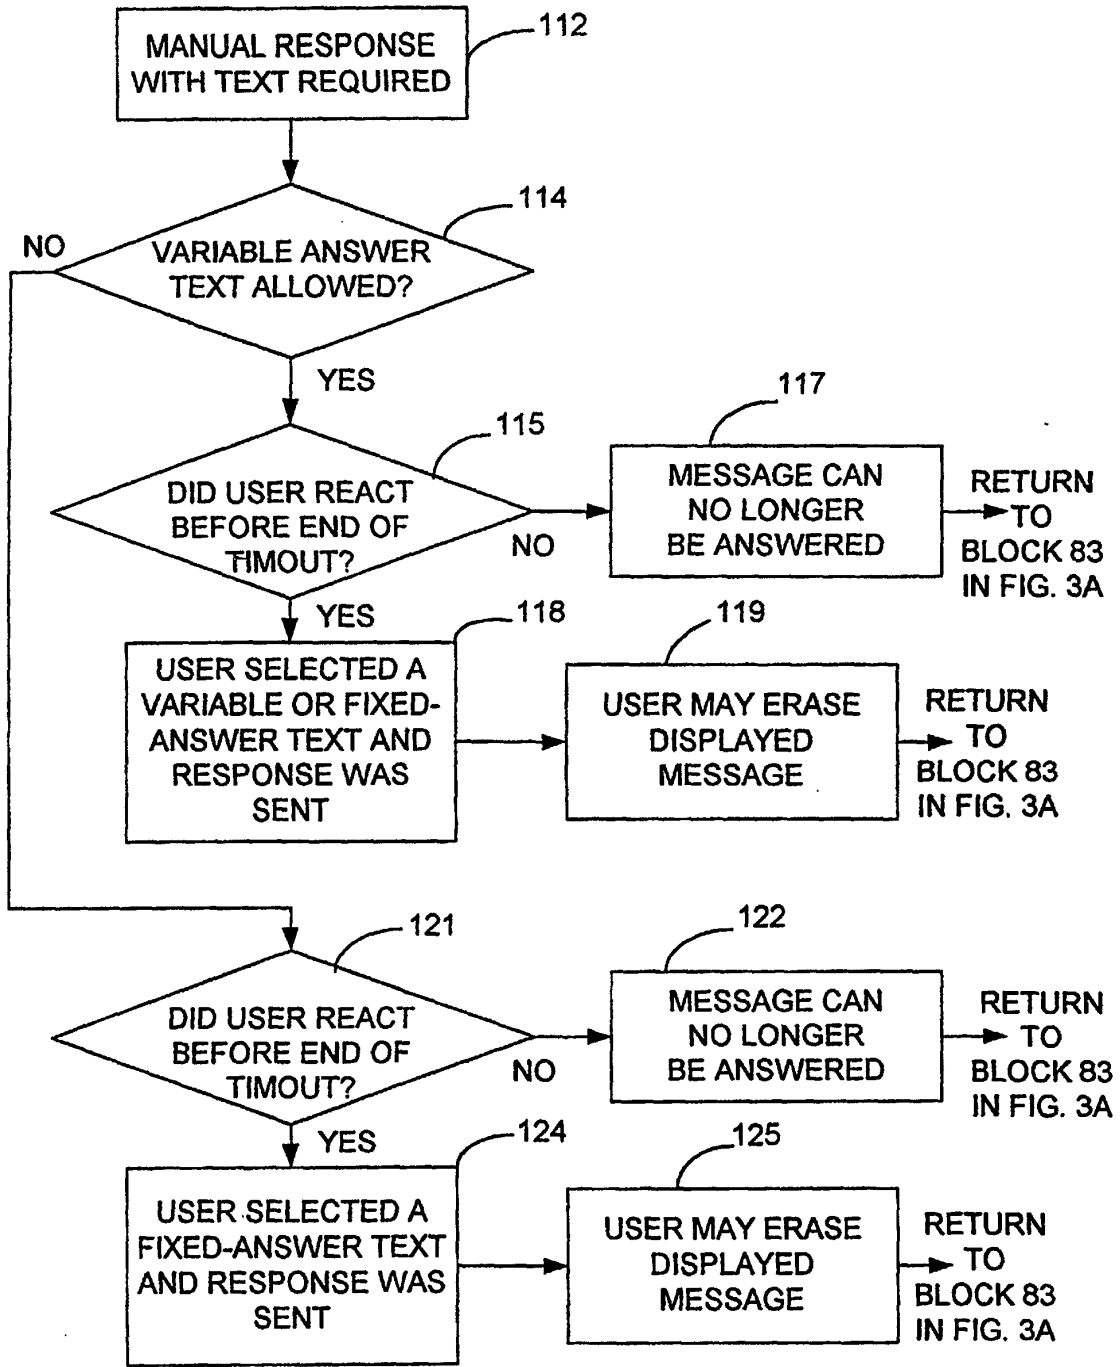 112
MANUAL RESPONSE
WITH TEXT REQUIRED
114
NO
VARIABLE ANSWER
TEXT ALLOWED?
YES
115
DID USER REACT
BEFORE END OF
TIMOUT?
NO
117
MESSAGE CAN
NO LONGER
BE ANSWERED
RETURN
TO
BLOCK 83
IN FIG. 3A
YES
118
USER SELECTED A
VARIABLE OR FIXED-
ANSWER TEXT AND
RESPONSE WAS
SENT
119
USER MAY ERASE
DISPLAYED
MESSAGE
RETURN
TO
BLOCK 83
IN FIG. 3A
121
DID USER REACT
BEFORE END OF
TIMOUT?
NO
122
MESSAGE CAN
NO LONGER
BE ANSWERED
RETURN
TO
BLOCK 83
IN FIG. 3A
YES
124
USER SELECTED A
FIXED-ANSWER TEXT
AND RESPONSE WAS
SENT
125
USER MAY ERASE
DISPLAYED
MESSAGE
RETURN
TO
BLOCK 83
IN FIG. 3A